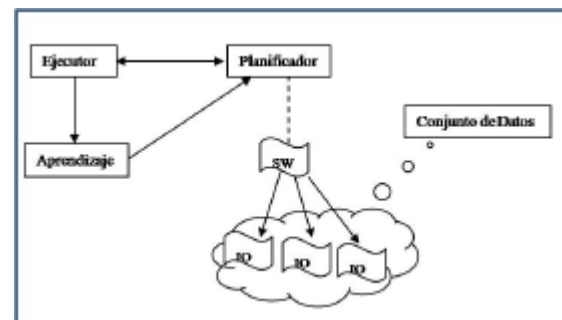 Ejecutor
Planificador
Conjunto de Datos
Aprendizaje
SW
IO
IO
IO